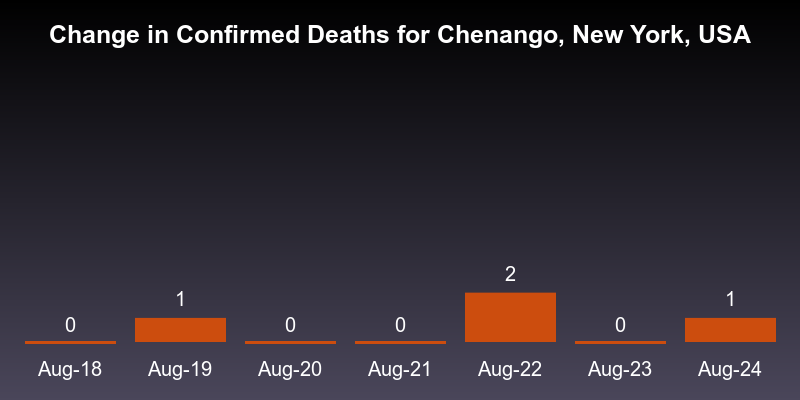 Change in Confirmed Deaths for Chenango, New York, USA
0 1 0 0 2 0 1
Aug-18 Aug-19 Aug-20 Aug-21 Aug-22 Aug-23 Aug-24